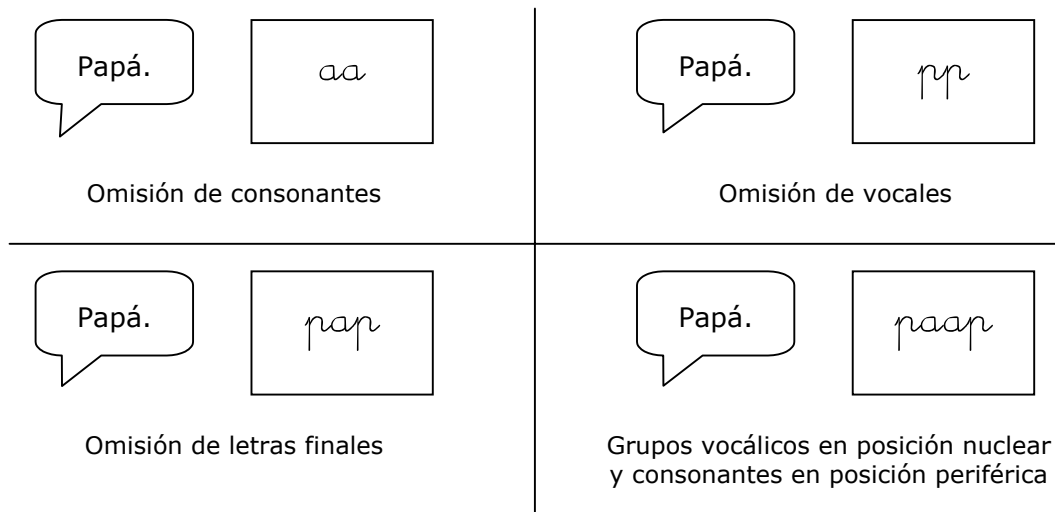 Papá.
aa
Omisión de consonantes
Papá.
pp
Omisión de vocales
Papá.
pap
Omisión de letras finales
Papá.
paap
Grupos vocálicos en posición nuclear
y consonantes en posición periférica